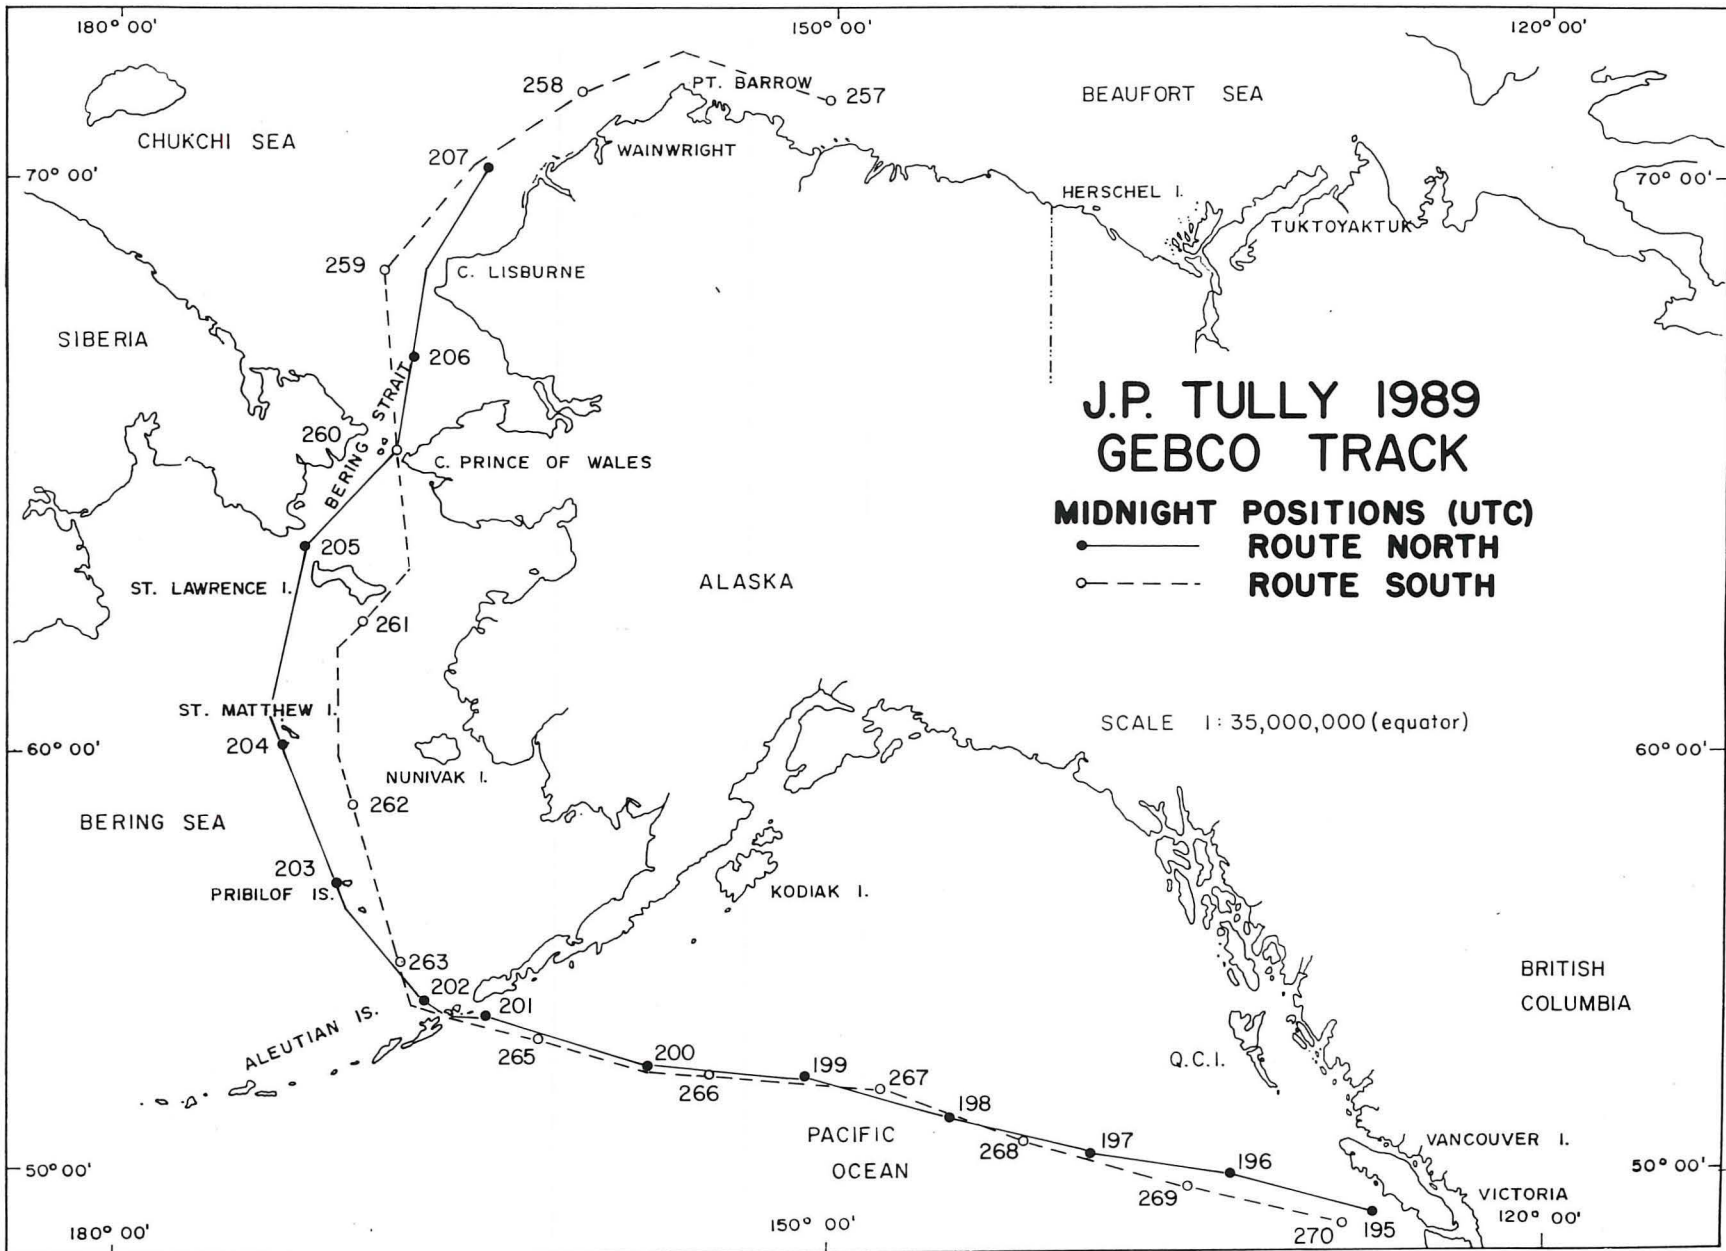 180° 00'
150° 00'
120° 00'
258
PT. BARROW
257
BEAUFORT SEA
CHUKCHI SEA
207
WAINWRIGHT
70° 00'
70° 00'
HERSCHEL I.
TUKTOYAKTUK
259
C. LISBURNE
SIBERIA
206
BERING STRAIT
J.P. TULLY 1989
GEBCO TRACK
260
C. PRINCE OF WALES
MIDNIGHT POSITIONS (UTC)
ROUTE NORTH
ROUTE SOUTH
205
ST. LAWRENCE I.
ALASKA
261
ST. MATTHEW I.
204
SCALE 1:35,000,000 (equator)
60° 00'
60° 00'
NUNIVAK I.
262
BERING SEA
203
PRIBILOF IS.
KODIAK I.
263
202
201
BRITISH
COLUMBIA
ALEUTIAN IS.
265
200
266
199
267
Q.C.I.
198
PACIFIC
OCEAN
268
197
VANCOUVER I.
50° 00'
196
50° 00'
269
VICTORIA
120° 00'
180° 00'
150° 00'
270
195